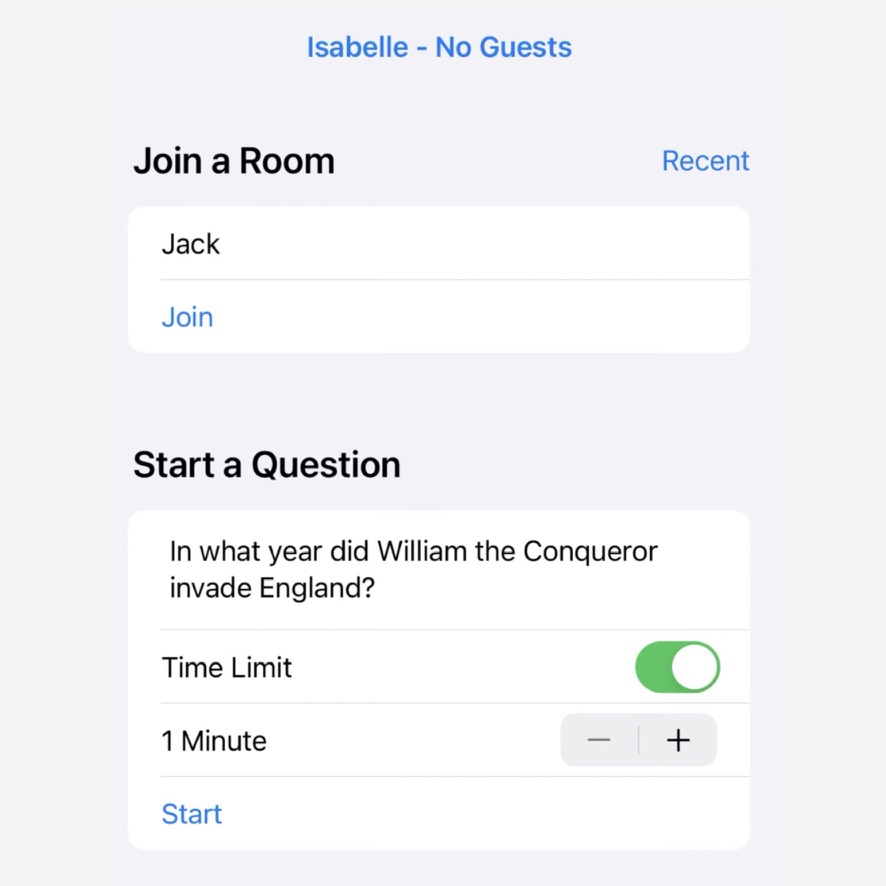 Isabelle - No Guests
Join a Room
Recent
Jack
Join
Start a Question
In what year did William the Conqueror
invade England?
Time Limit
1 Minute
Start